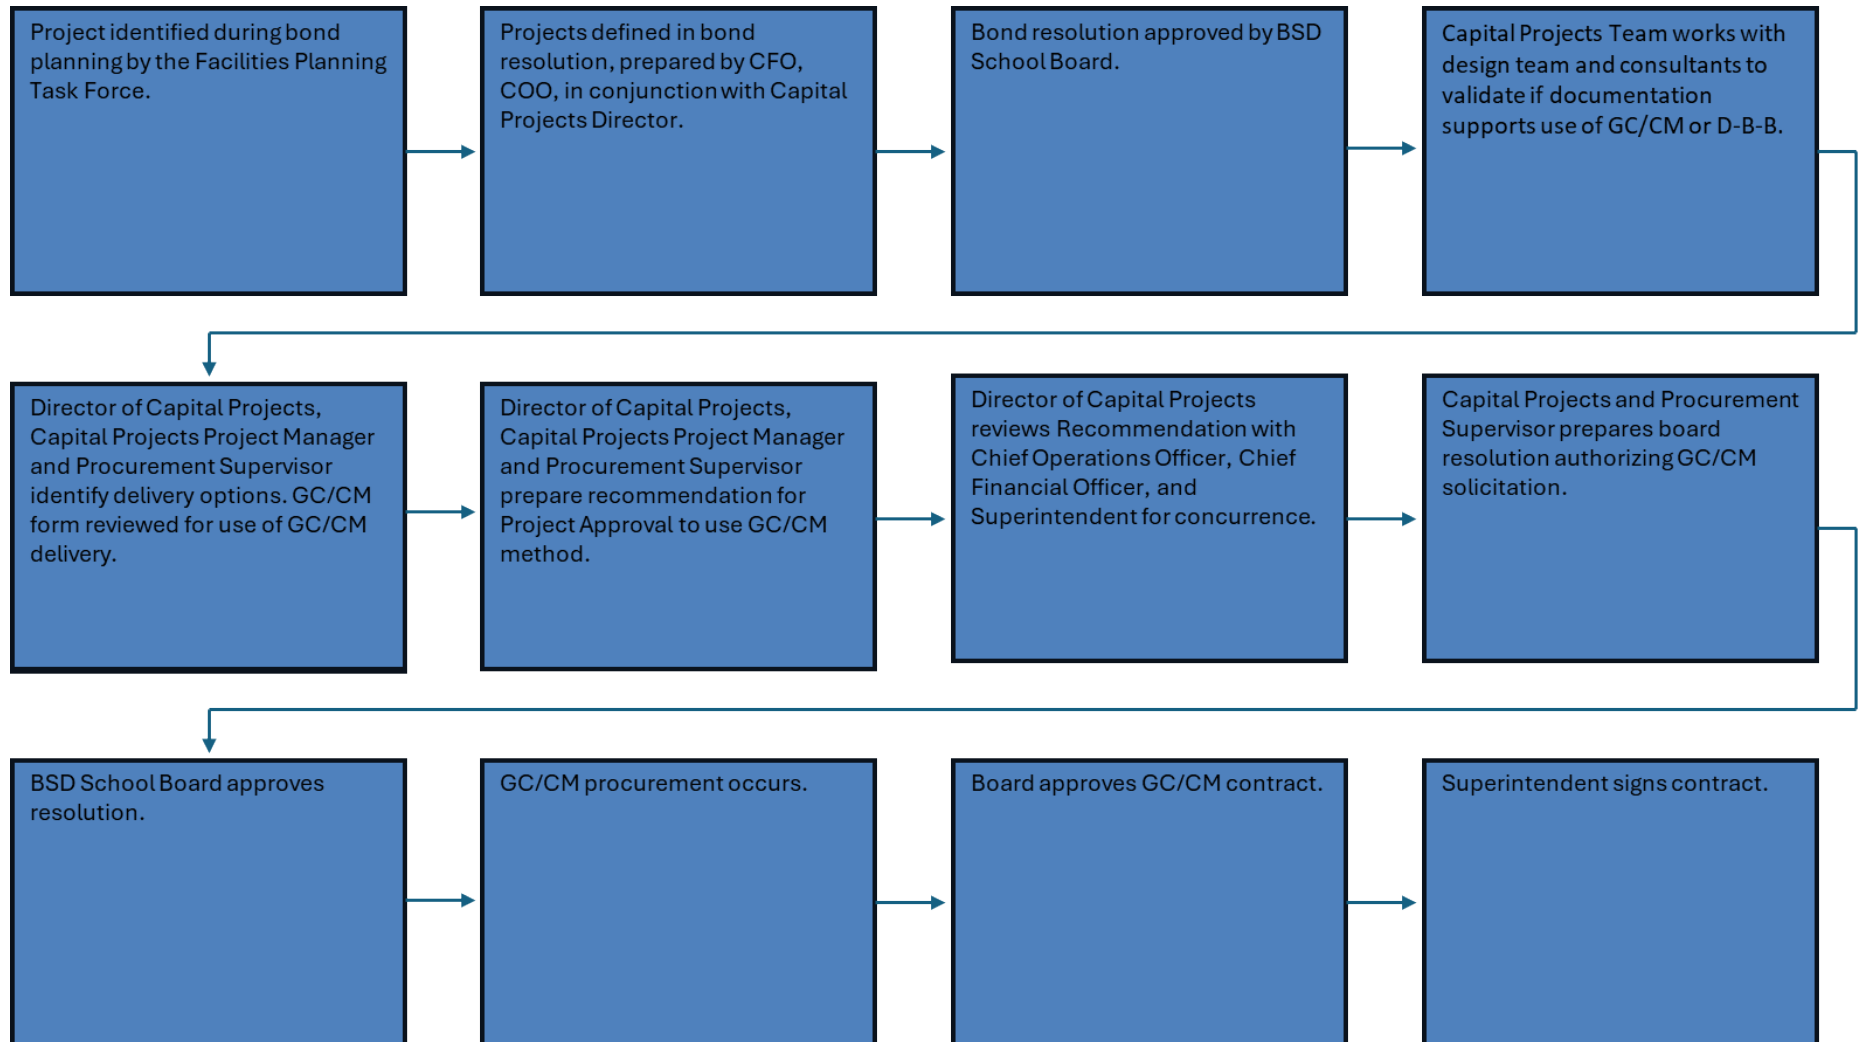 Project identified during bond
planning by the Facilities Planning
Task Force.
Projects defined in bond
resolution, prepared by CFO,
COO, in conjunction with Capital
Projects Director.
Bond resolution approved by BSD
School Board.
Capital Projects Team works with
design team and consultants to
validate if documentation
supports use of GC/CM or D-B-B.
Director of Capital Projects,
Capital Projects Project Manager
and Procurement Supervisor
identify delivery options. GC/CM
form reviewed for use of GC/CM
delivery.
Director of Capital Projects,
Capital Projects Project Manager
and Procurement Supervisor
prepare recommendation for
Project Approval to use GC/CM
method.
Director of Capital Projects
reviews Recommendation with
Chief Operations Officer, Chief
Financial Officer, and
Superintendent for concurrence.
Capital Projects and Procurement
Supervisor prepares board
resolution authorizing GC/CM
solicitation.
BSD School Board approves
resolution.
GC/CM procurement occurs.
Board approves GC/CM contract.
Superintendent signs contract.